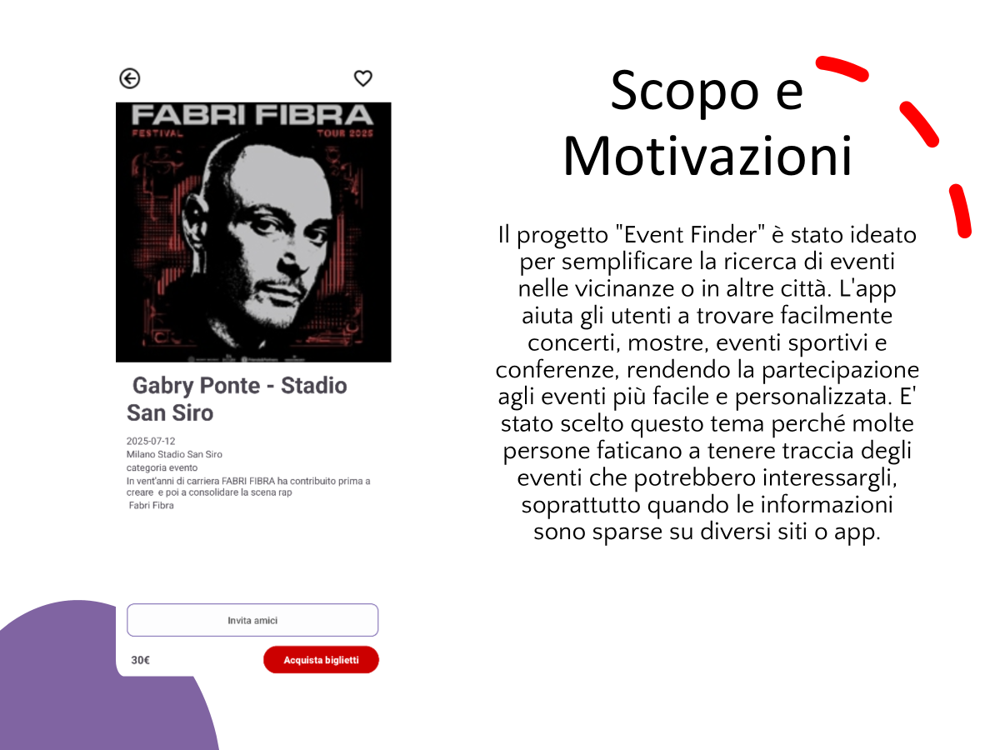 FABRI FIBRA
FESTIVAL TOUR 2025
Gabry Ponte - Stadio
San Siro
2025-07-12
Milano Stadio San Siro
categoria evento
In vent'anni di carriera FABRI FIBRA ha contribuito prima a
creare e poi a consolidare la scena rap
Fabri Fibra
Invita amici
30€ Acquista biglietti
Scopo e
Motivazioni
Il progetto "Event Finder" è stato ideato
per semplificare la ricerca di eventi
nelle vicinanze o in altre città. L'app
aiuta gli utenti a trovare facilmente
concerti, mostre, eventi sportivi e
conferenze, rendendo la partecipazione
agli eventi più facile e personalizzata. E'
stato scelto questo tema perché molte
persone faticano a tenere traccia degli
eventi che potrebbero interessargli,
soprattutto quando le informazioni
sono sparse su diversi siti o app.